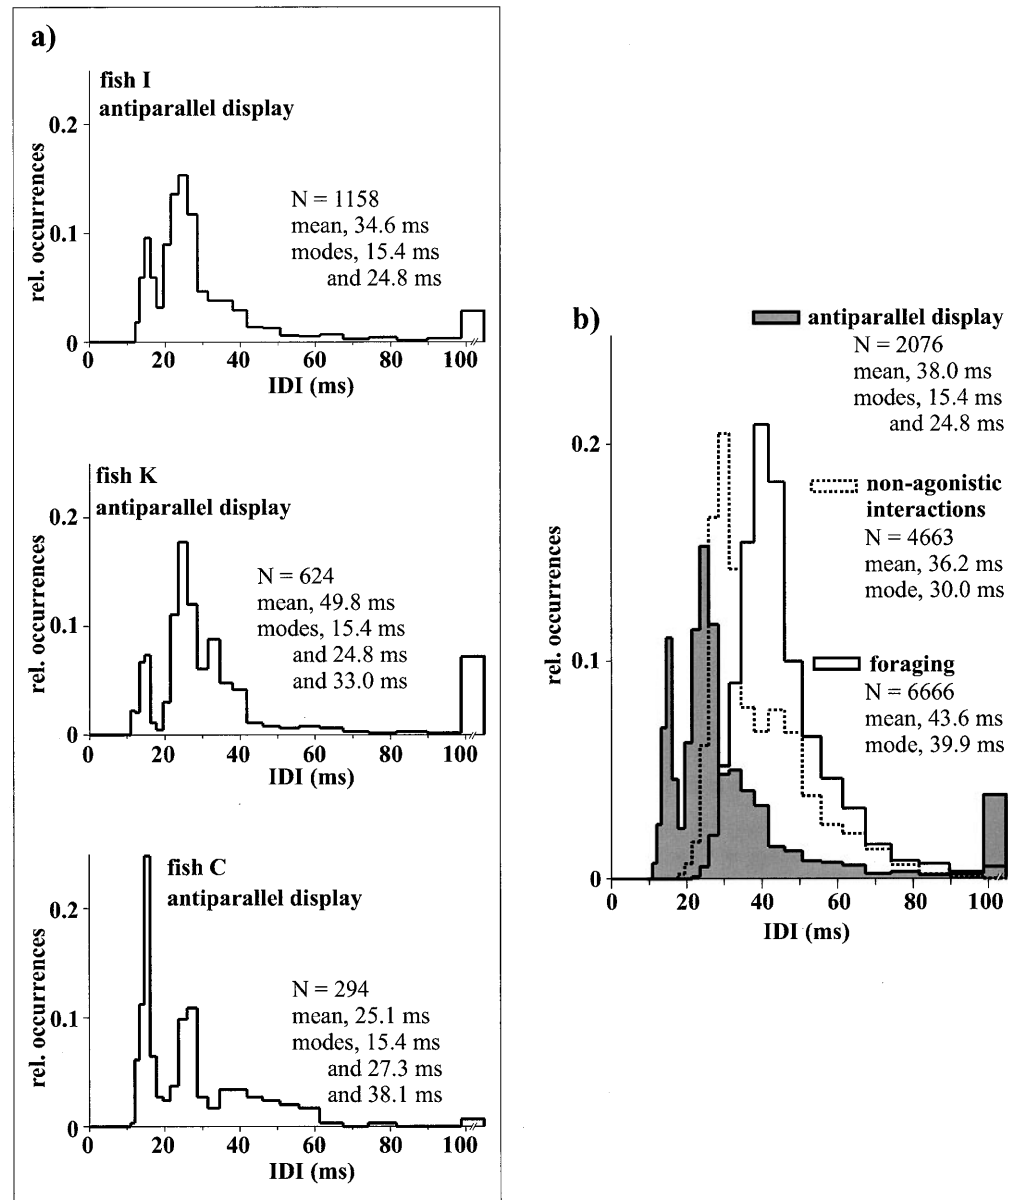 a)
fish I
antiparallel display
0.2
0.1
0
rel. occurrences
N = 1158
mean, 34.6 ms
modes, 15.4 ms
and 24.8 ms
0 20 40 60 80 100
IDI (ms)
fish K
antiparallel display
0.2
0.1
0
rel. occurrences
N = 624
mean, 49.8 ms
modes, 15.4 ms
and 24.8 ms
and 33.0 ms
0 20 40 60 80 100
IDI (ms)
fish C
antiparallel display
0.2
0.1
0
rel. occurrences
N = 294
mean, 25.1 ms
modes, 15.4 ms
and 27.3 ms
and 38.1 ms
0 20 40 60 80 100
IDI (ms)
b)
antiparallel display
N = 2076
mean, 38.0 ms
modes, 15.4 ms
and 24.8 ms
non-agonistic
interactions
N = 4663
mean, 36.2 ms
mode, 30.0 ms
foraging
N = 6666
mean, 43.6 ms
mode, 39.9 ms
0.2
0.1
0
rel. occurrences
0 20 40 60 80 100
IDI (ms)